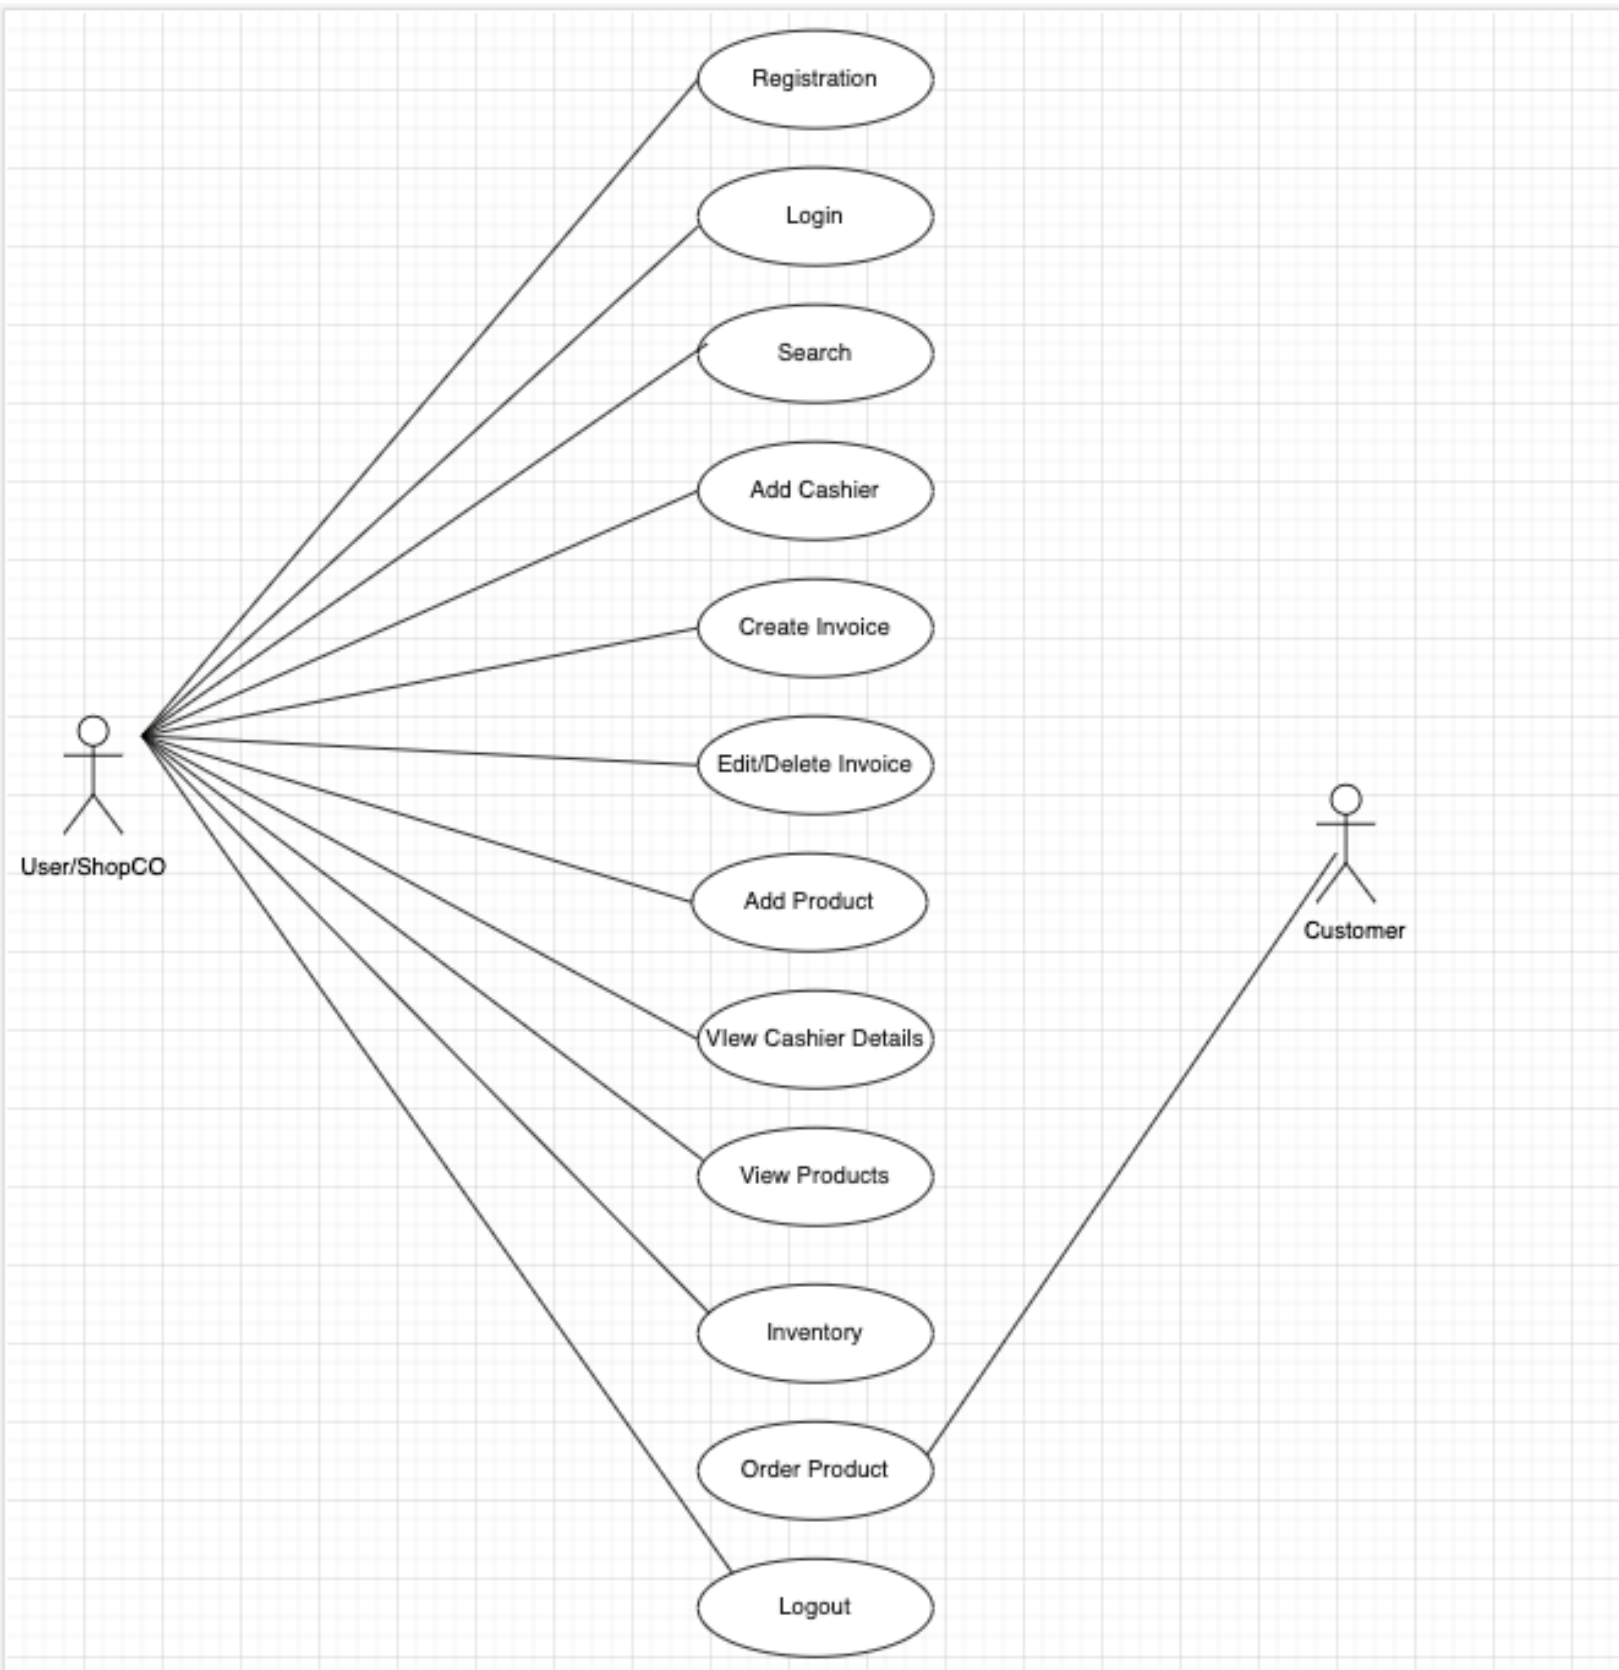 Registration
Login
Search
Add Cashier
Create Invoice
Edit/Delete Invoice
User/ShopCO
Add Product
Customer
VIew Cashier Details
View Products
Inventory
Order Product
Logout